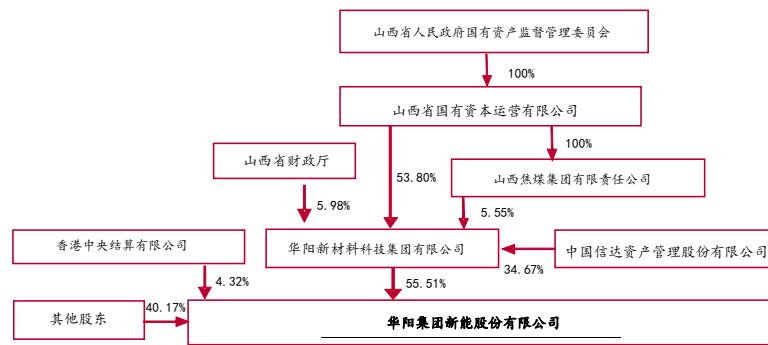 山西省人民政府国有资产监督管理委员会
100%
山西省国有资本运营有限公司
100%
山西省财政厅
53.80%
山西焦煤集团有限责任公司
5.98%
5.55%
香港中央结算有限公司
华阳新材料科技集团有限公司
中国信达资产管理股份有限公司
34.67%
4.32%
55.51%
40.17%
其他股东
华阳集团新能股份有限公司